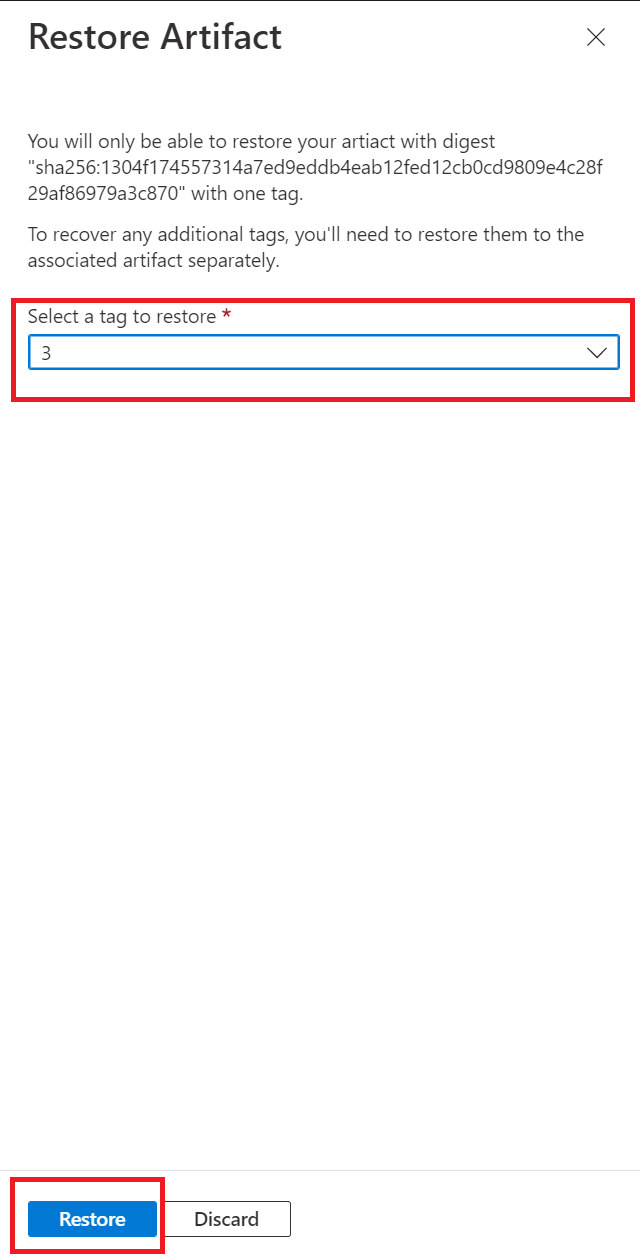 Restore Artifact
You will only be able to restore your artiact with digest
"sha256:1304f174557314a7ed9eddb4eab12fed12cb0cd9809e4c28f
29af86979a3c870" with one tag.
To recover any additional tags, you'll need to restore them to the
associated artifact separately.
Select a tag to restore *
3
Restore
Discard